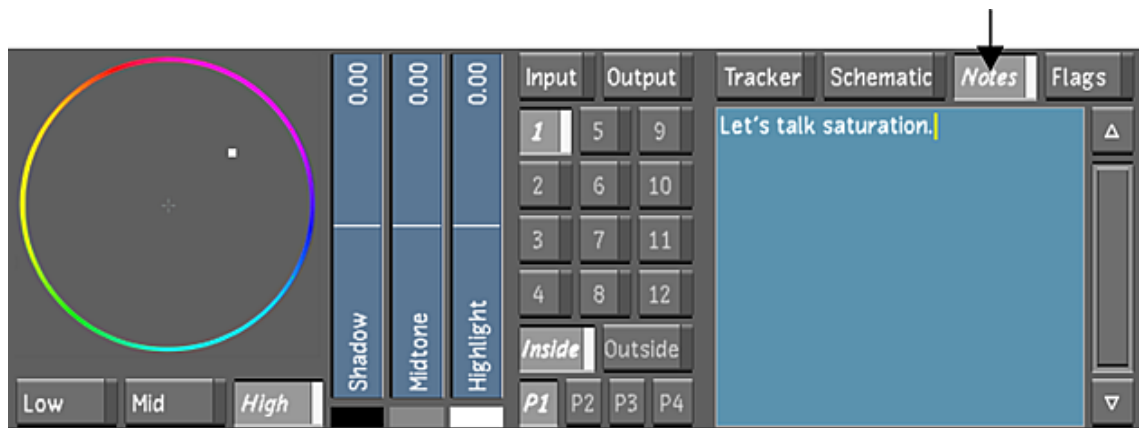 0.00
0.00
0.00
Shadow
Midtone
Highlight
Low
Mid
High
Input Output
1 5 9
2 6 10
3 7 11
4 8 12
Inside Outside
P1 P2 P3 P4
Tracker Schematic Notes Flags
Let's talk saturation.